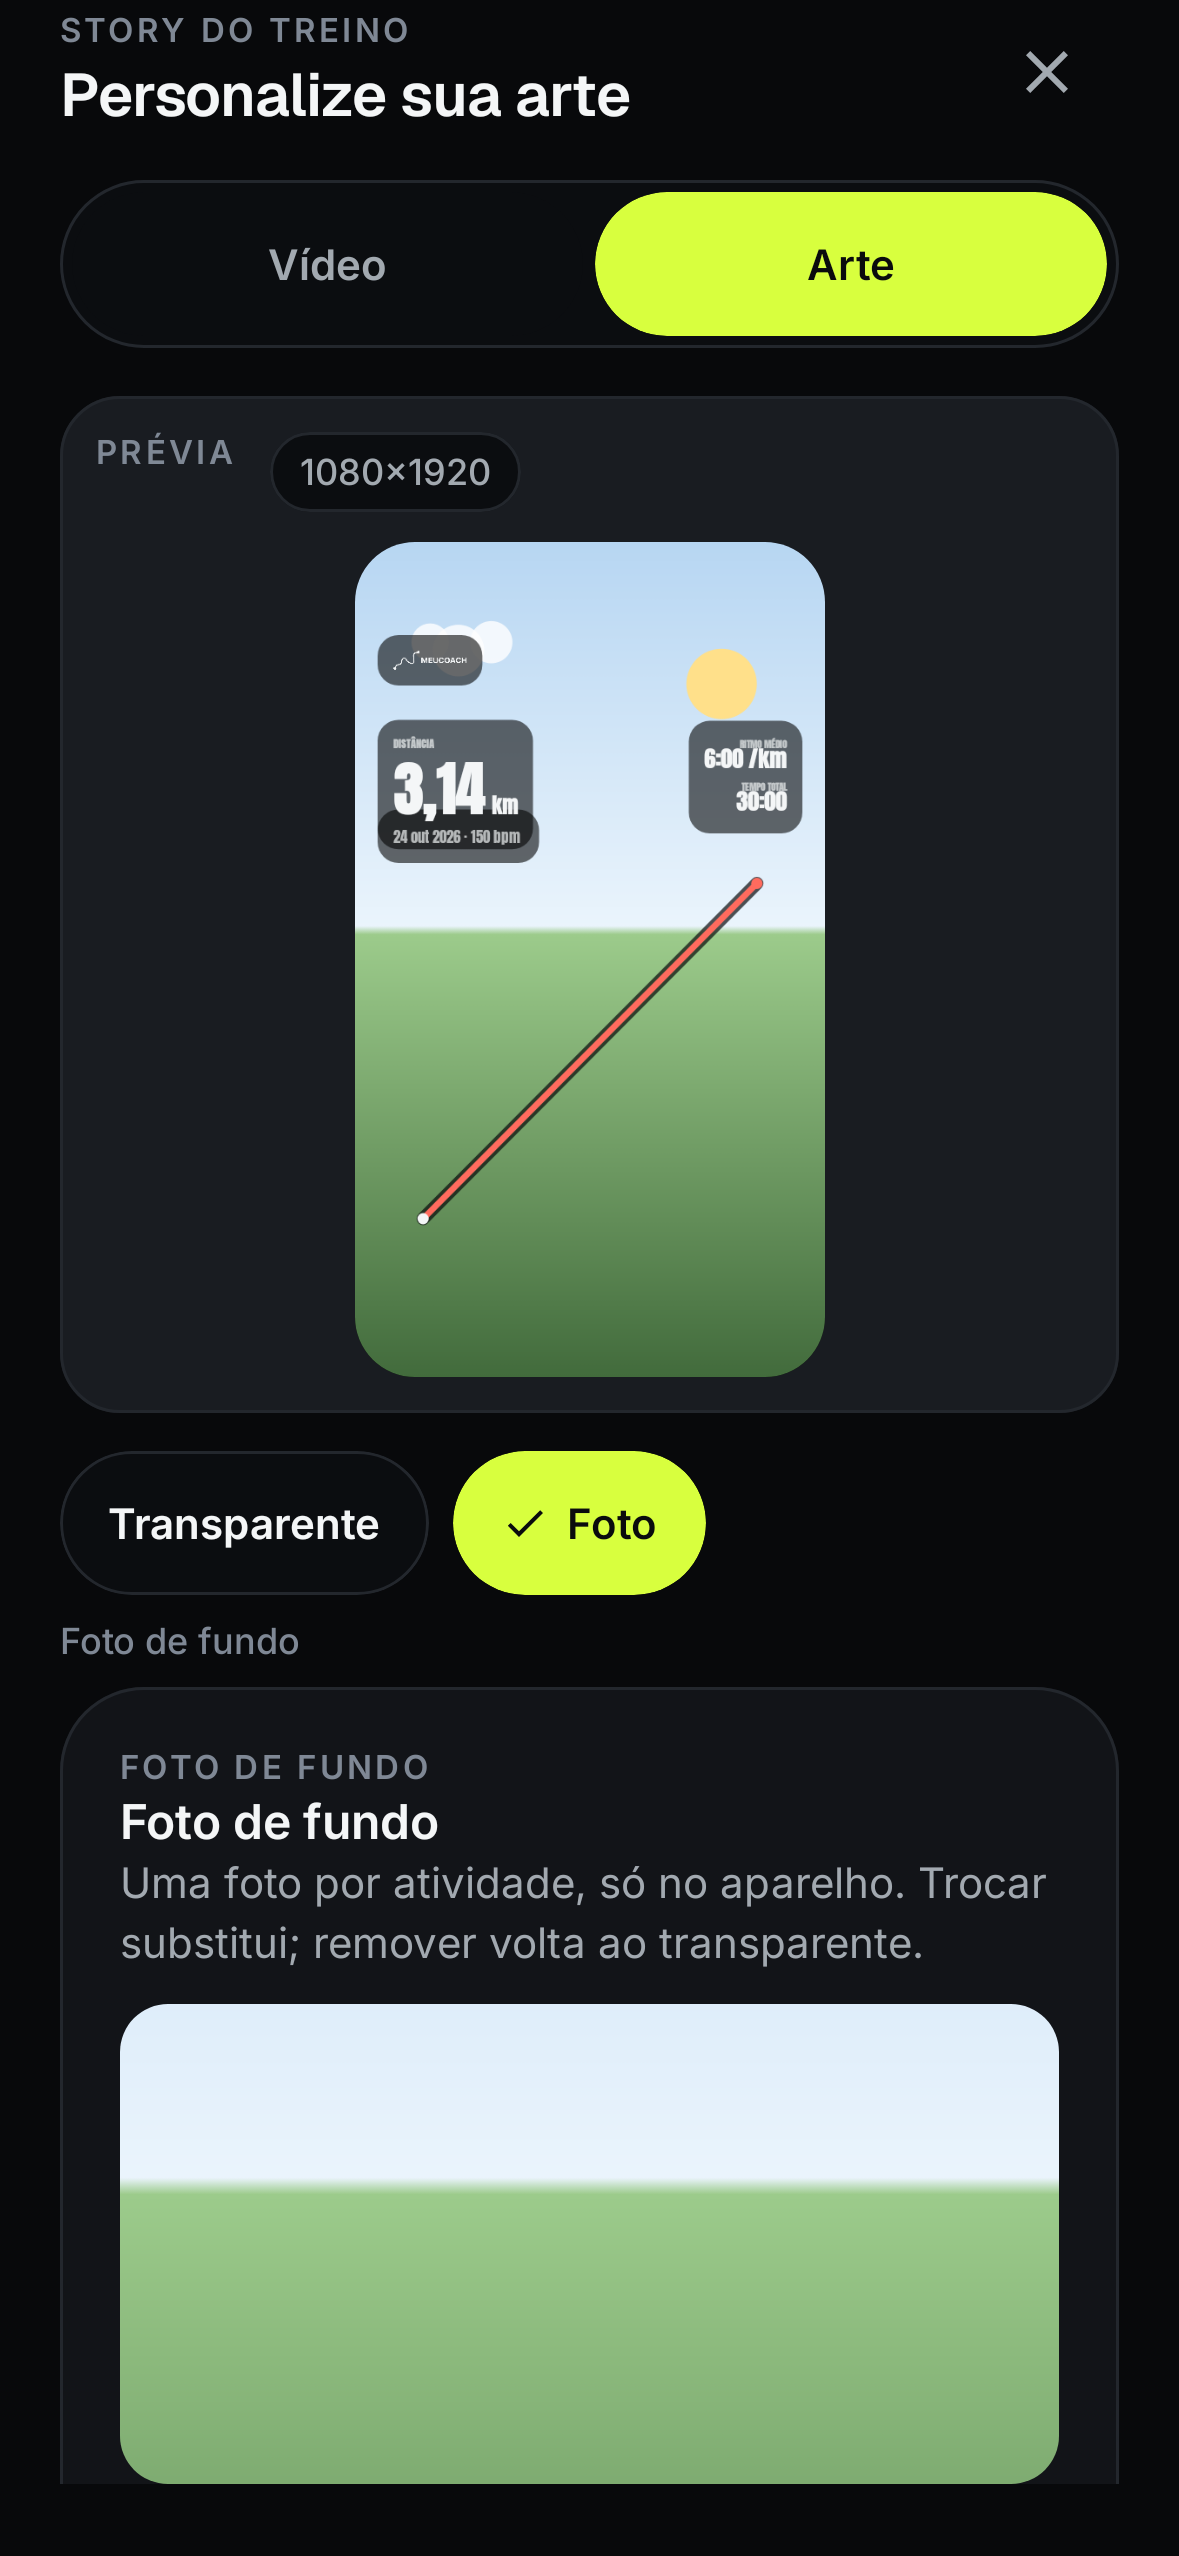 STORY DO TREINO
Personalize sua arte
Vídeo
Arte
PRÉVIA
1080×1920
MEUCOACH
DISTÂNCIA
3,14 km
24 out 2026 · 150 bpm
RITMO MÉDIO
6:00 /km
TEMPO TOTAL
30:00
Transparente
Foto
Foto de fundo
FOTO DE FUNDO
Foto de fundo
Uma foto por atividade, só no aparelho. Trocar
substitui; remover volta ao transparente.